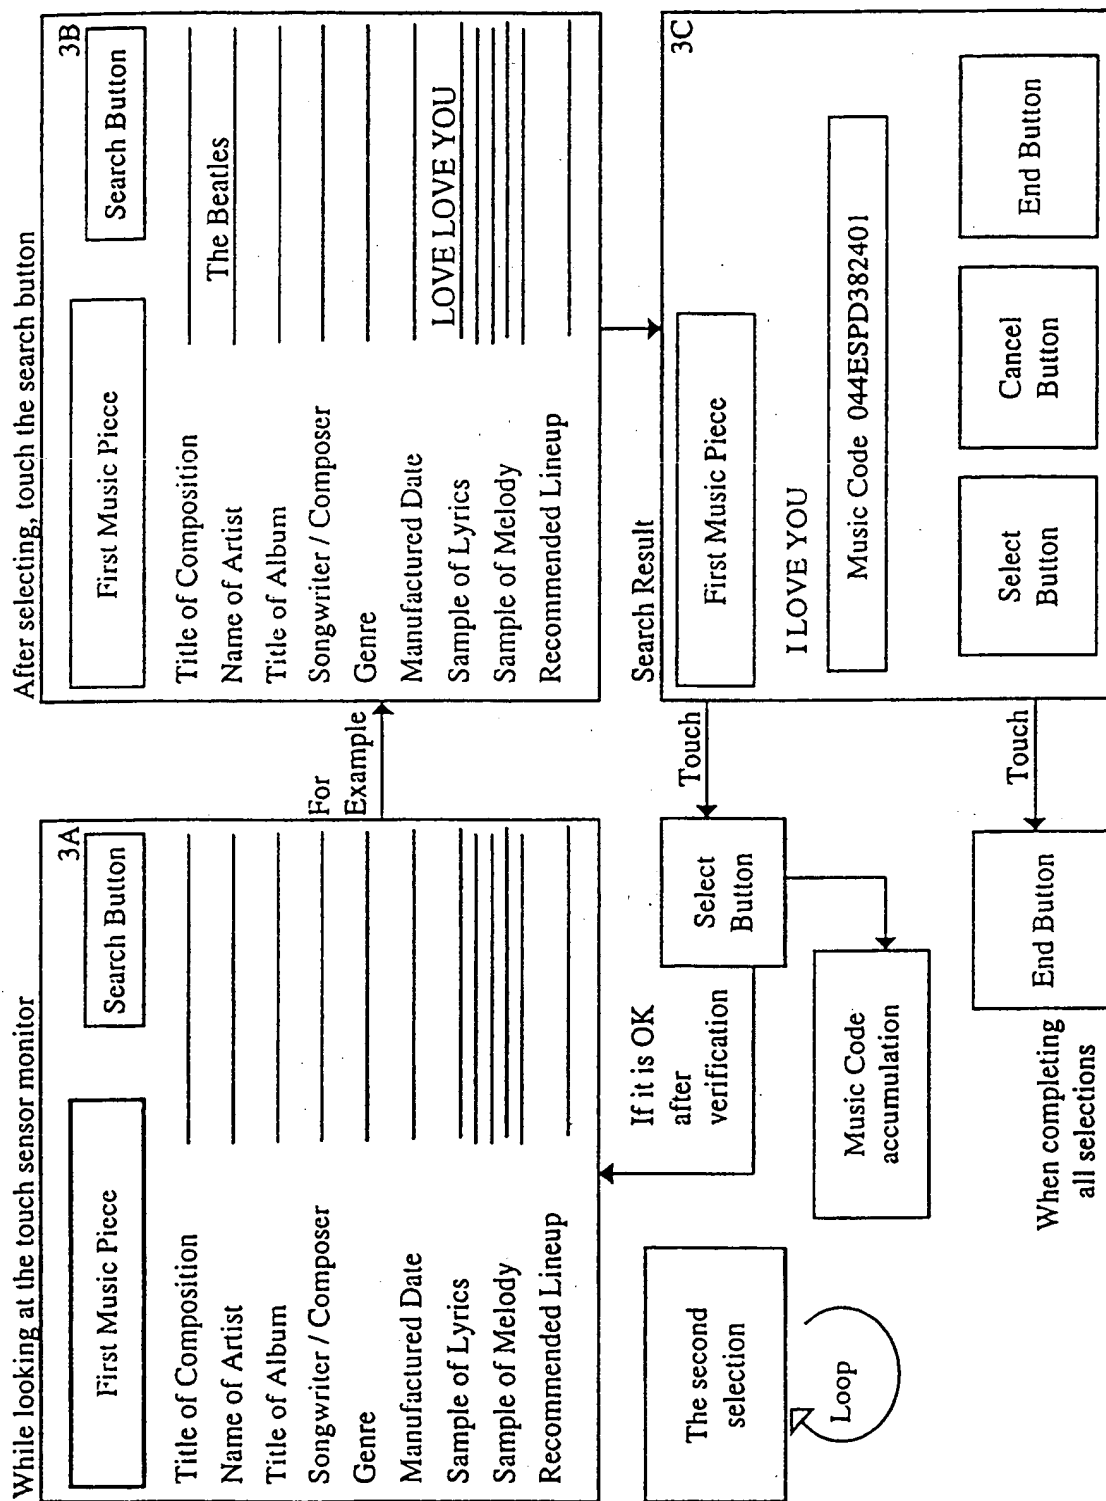 While looking at the touch sensor monitor
3A
First Music Piece
Search Button
Title of Composition
Name of Artist
Title of Album
Songwriter / Composer
Genre
Manufactured Date
Sample of Lyrics
Sample of Melody
Recommended Lineup
For
Example
After selecting, touch the search button
3B
First Music Piece
Search Button
Title of Composition
Name of Artist
The Beatles
Title of Album
Songwriter / Composer
Genre
Manufactured Date
Sample of Lyrics
LOVE LOVE YOU
Sample of Melody
Recommended Lineup
Search Result
3C
First Music Piece
I LOVE YOU
Music Code 044ESPD382401
Select
Button
Cancel
Button
End Button
Touch
Select
Button
If it is OK
after
verification
Music Code
accumulation
Touch
End Button
When completing
all selections
The second
selection
Loop